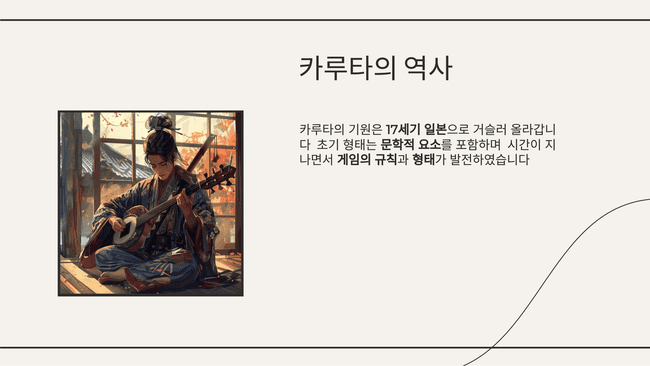 카루타의 역사
카루타의 기원은 17세기 일본으로 거슬러 올라갑니
다 초기 형태는 문학적 요소를 포함하며 시간이 지
나면서 게임의 규칙과 형태가 발전하였습니다